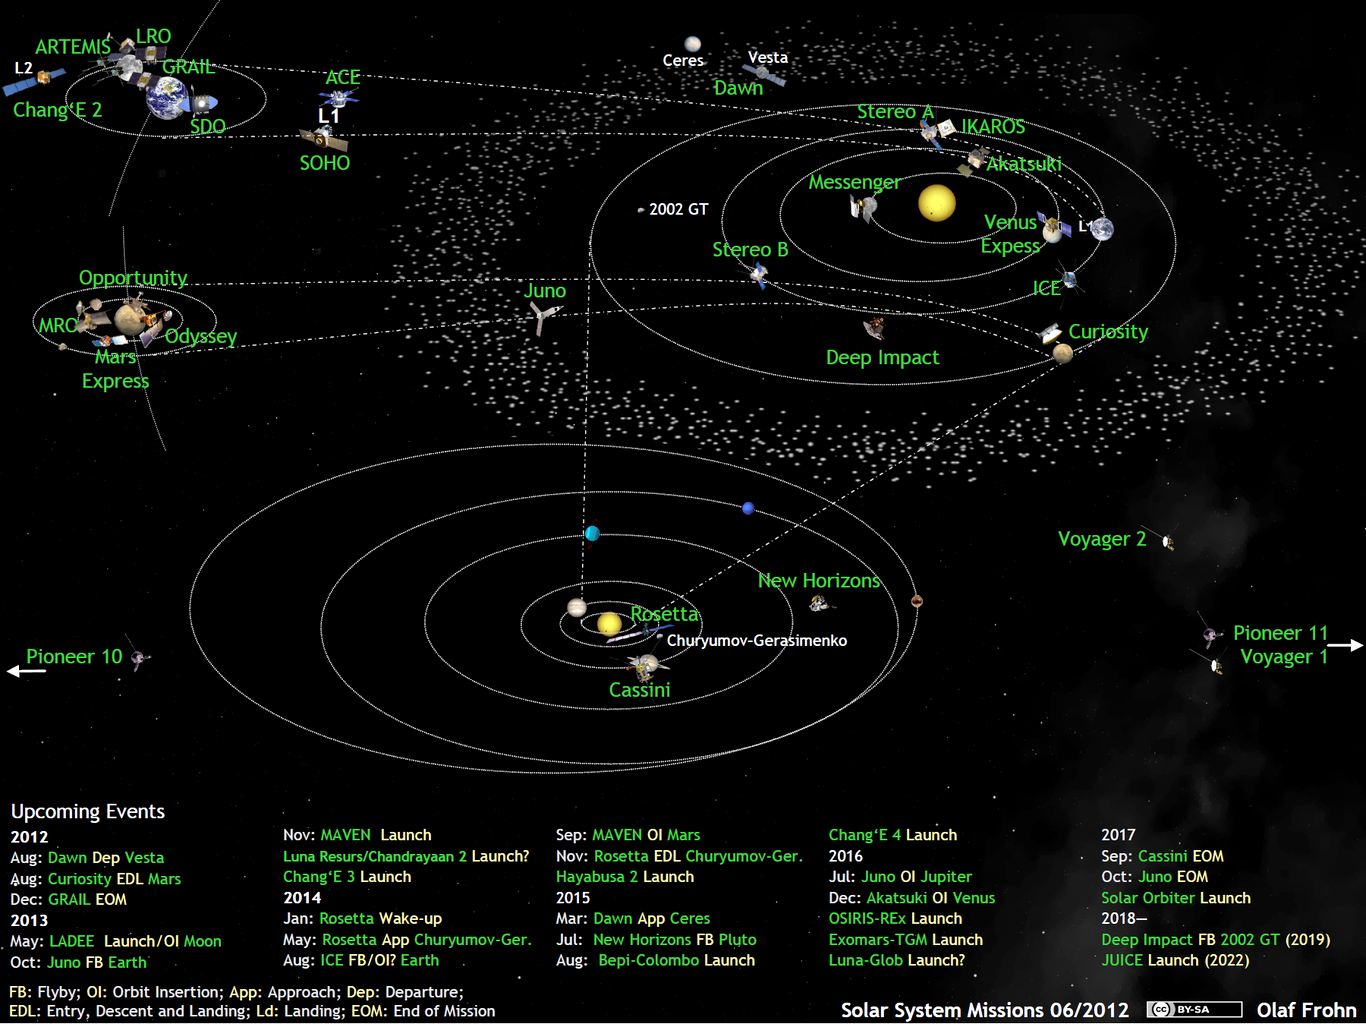 ARTEMIS
LRO
GRAIL
L2
Chang'E 2
SDO
ACE
L1
SOHO
Ceres
Vesta
Dawn
Stereo A
IKAROS
Akatsuki
Messenger
2002 GT
Venus
Expess
L1
Stereo B
ICE
Opportunity
MRO
Odyssey
Mars
Express
Juno
Curiosity
Deep Impact
Voyager 2
New Horizons
Rosetta
Churyumov-Gerasimenko
Cassini
Pioneer 10
Pioneer 11
Voyager 1
Upcoming Events
2012
Aug: Dawn Dep Vesta
Aug: Curiosity EDL Mars
Dec: GRAIL EOM
2013
May: LADEE Launch/OI Moon
Oct: Juno FB Earth
Nov: MAVEN Launch
Luna Resurs/Chandrayaan 2 Launch?
Chang'E 3 Launch
2014
Jan: Rosetta Wake-up
May: Rosetta App Churyumov-Ger.
Aug: ICE FB/OI? Earth
Sep: MAVEN OI Mars
Nov: Rosetta EDL Churyumov-Ger.
Hayabusa 2 Launch
2015
Mar: Dawn App Ceres
Jul: New Horizons FB Pluto
Aug: Bepi-Colombo Launch
Chang'E 4 Launch
2016
Jul: Juno OI Jupiter
Dec: Akatsuki OI Venus
OSIRIS-REx Launch
Exomars-TGM Launch
Luna-Glob Launch?
2017
Sep: Cassini EOM
Oct: Juno EOM
Solar Orbiter Launch
2018—
Deep Impact FB 2002 GT (2019)
JUICE Launch (2022)
FB: Flyby; OI: Orbit Insertion; App: Approach; Dep: Departure;
EDL: Entry, Descent and Landing; Ld: Landing; EOM: End of Mission
Solar System Missions 06/2012 cc BY-SA Olaf Frohn